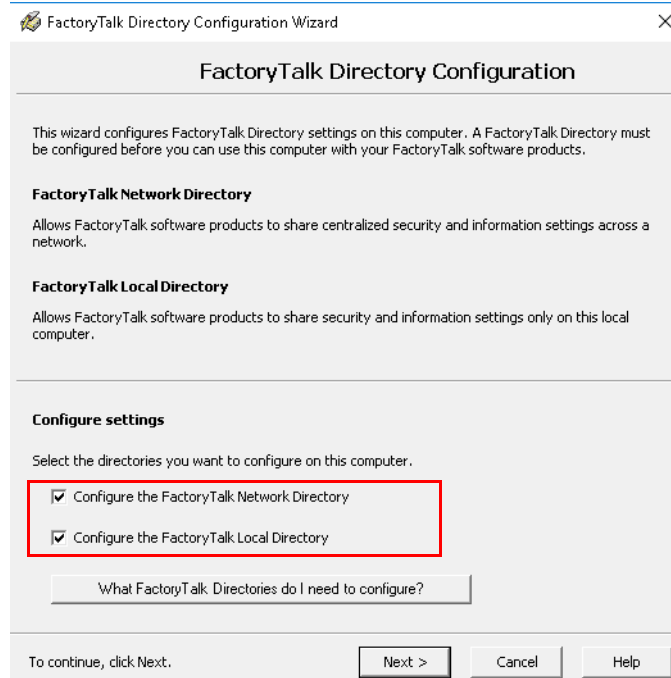 FactoryTalk Directory Configuration Wizard
FactoryTalk Directory Configuration
This wizard configures FactoryTalk Directory settings on this computer. A FactoryTalk Directory must
be configured before you can use this computer with your FactoryTalk software products.
FactoryTalk Network Directory
Allows FactoryTalk software products to share centralized security and information settings across a
network.
FactoryTalk Local Directory
Allows FactoryTalk software products to share security and information settings only on this local
computer.
Configure settings
Select the directories you want to configure on this computer.
Configure the FactoryTalk Network Directory
Configure the FactoryTalk Local Directory
What FactoryTalk Directories do I need to configure?
To continue, click Next.
Next >
Cancel
Help